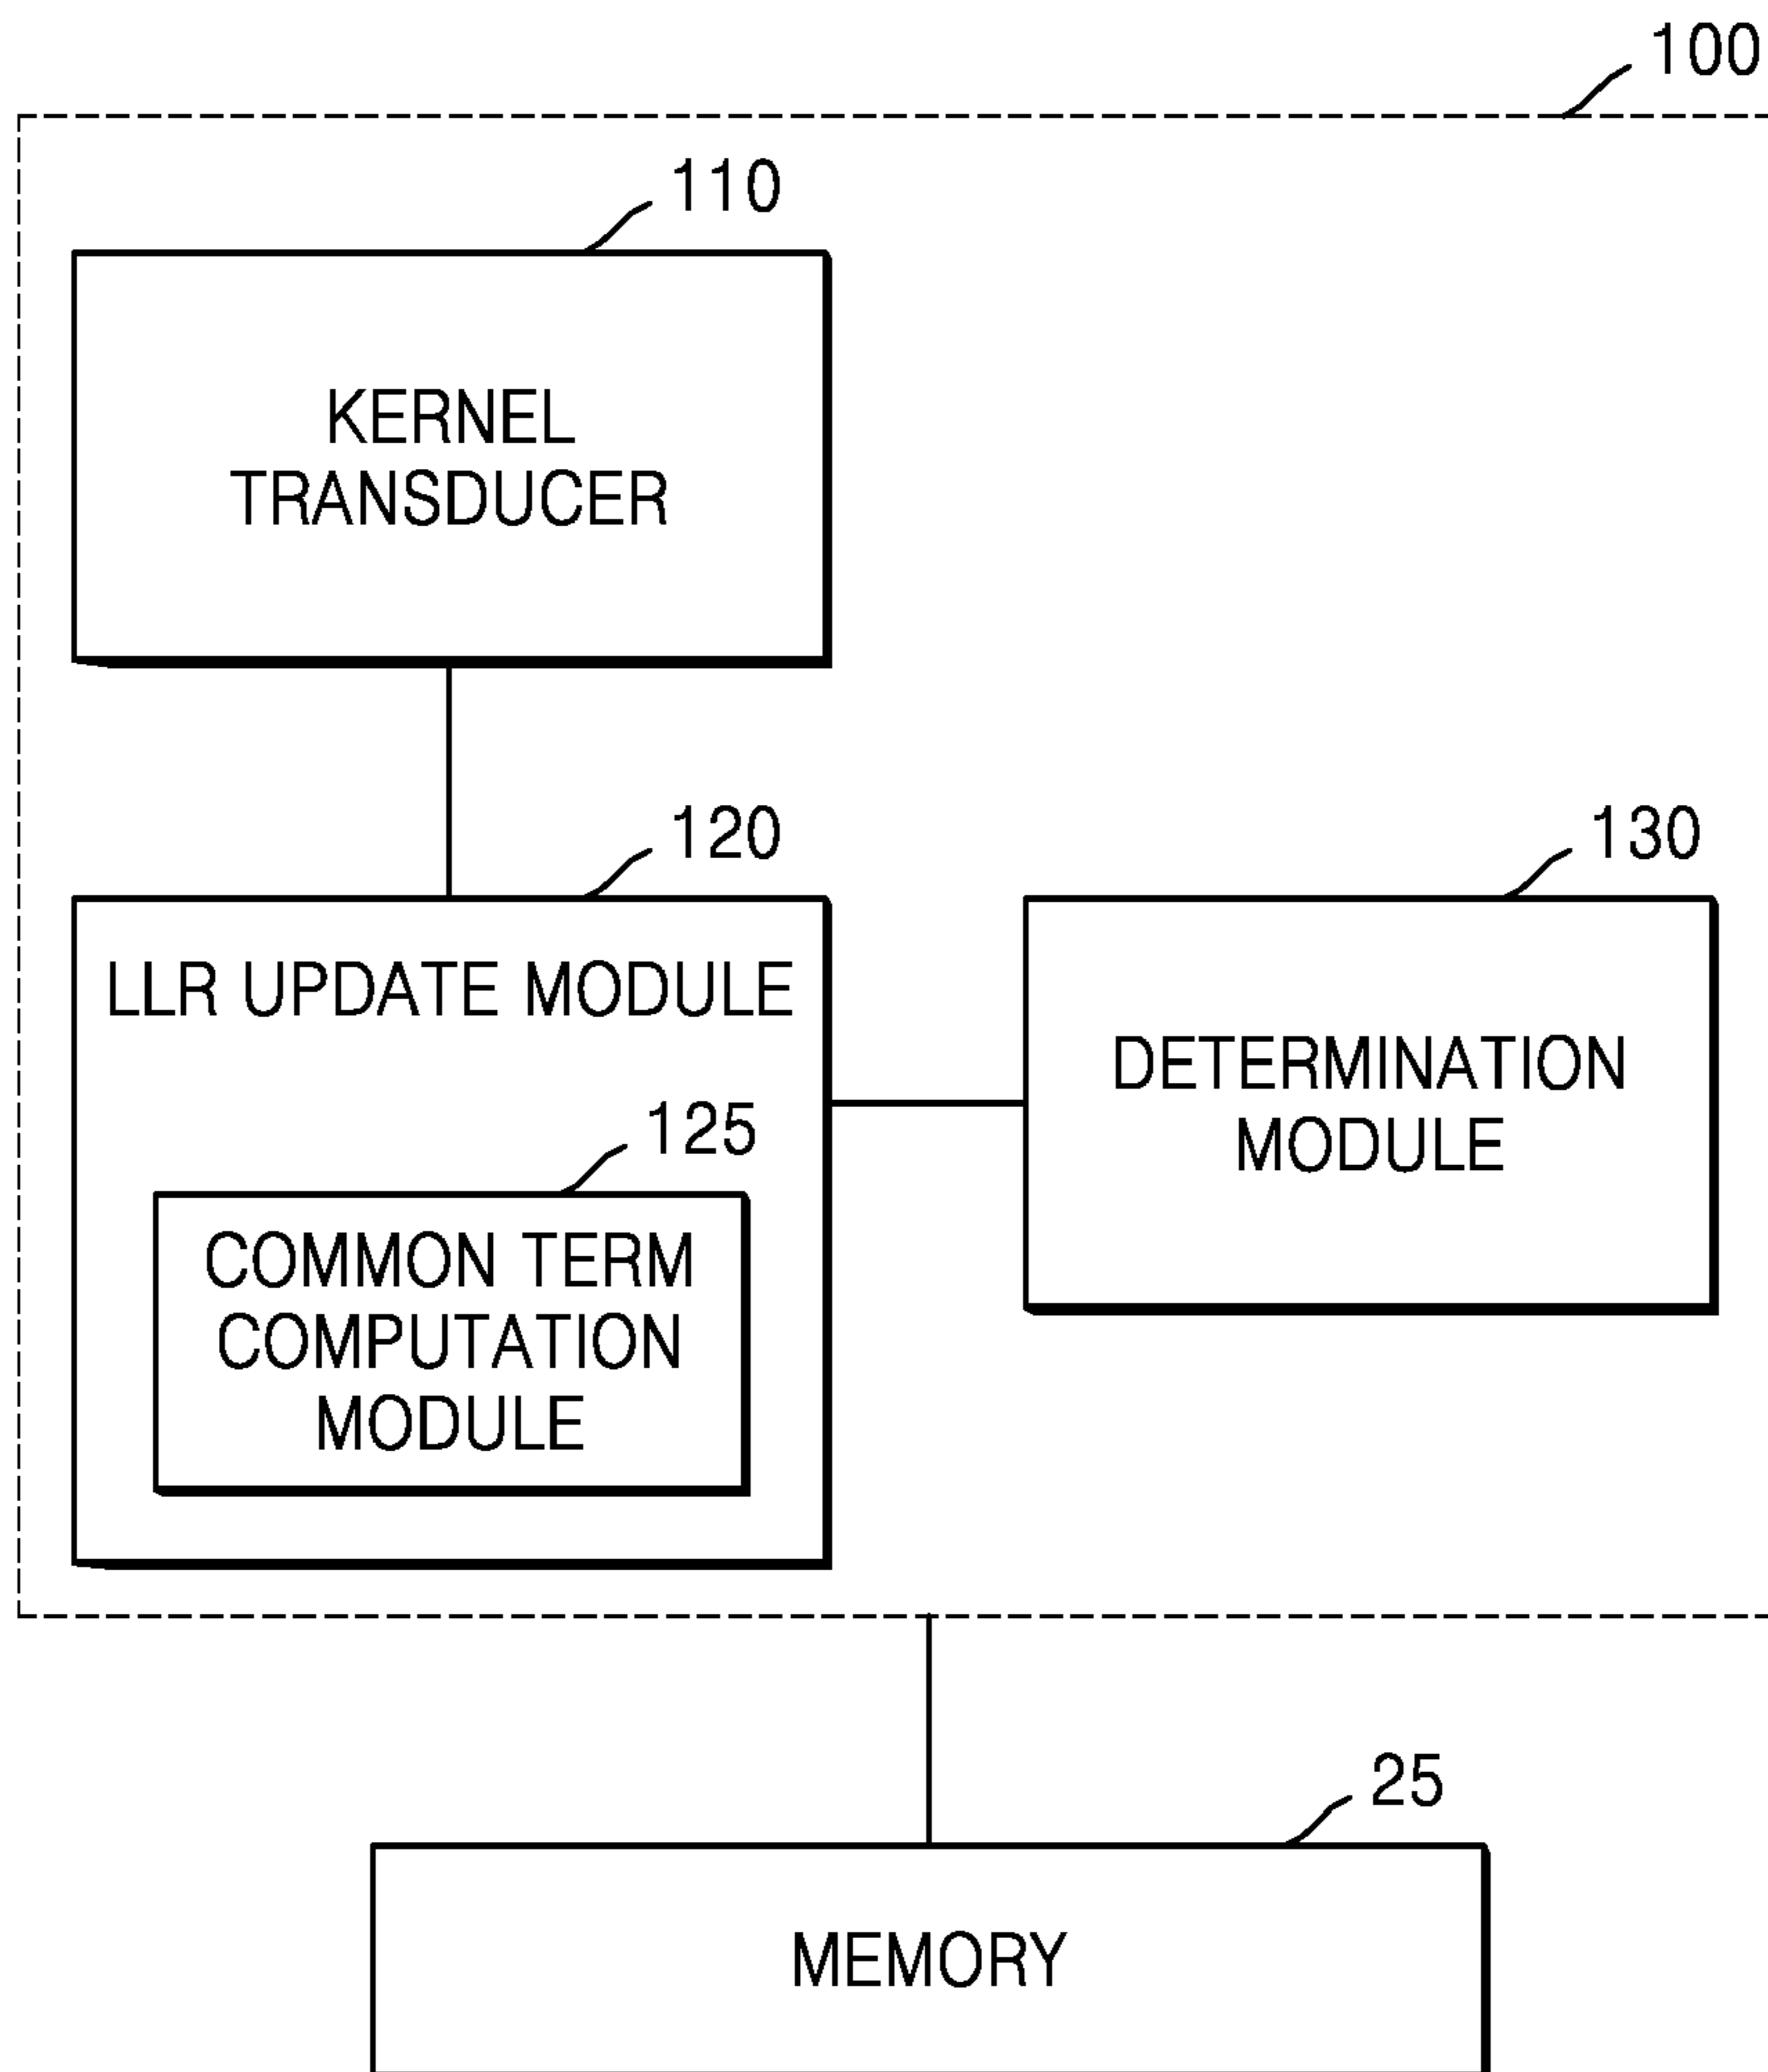 100
110
KERNEL
TRANSDUCER
120
130
LLR UPDATE MODULE
DETERMINATION
MODULE
125
COMMON TERM
COMPUTATION
MODULE
25
MEMORY